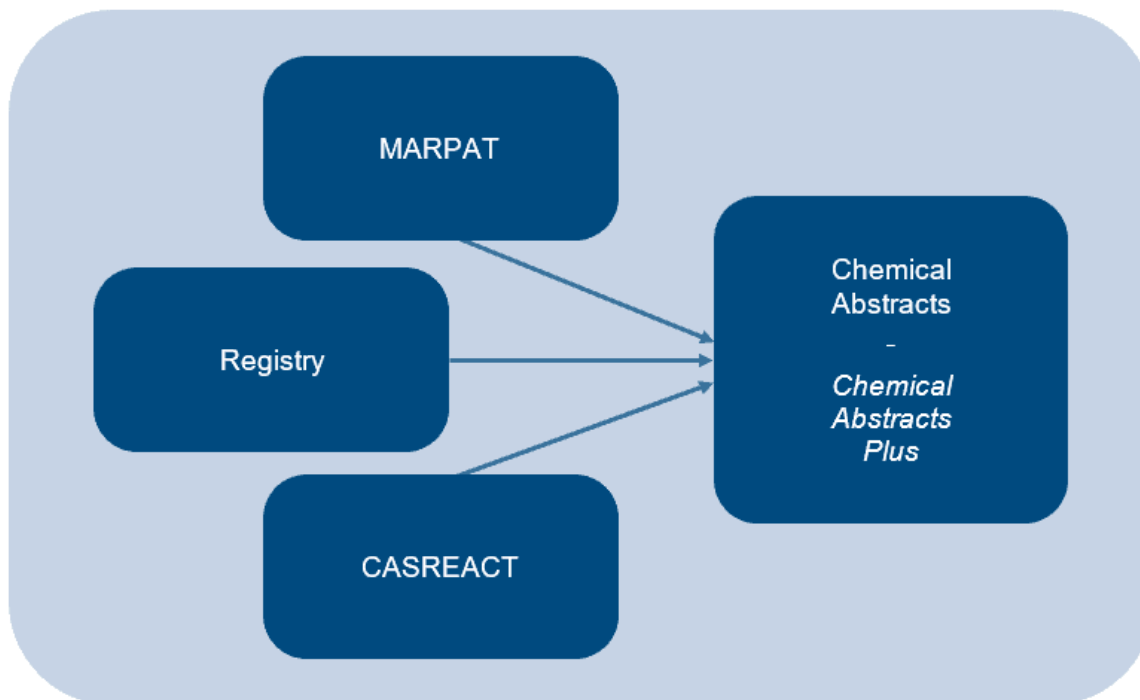 MARPAT
Registry
CASREACT
Chemical
Abstracts
-
Chemical
Abstracts
Plus